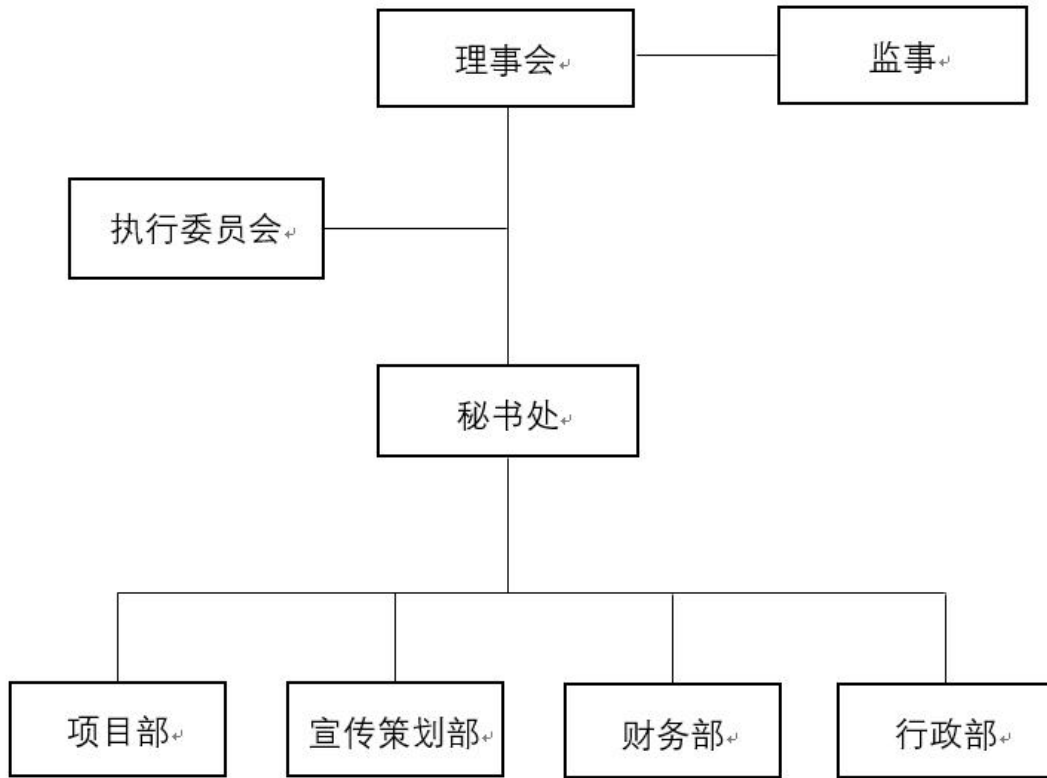 理事会
监事
执行委员会
秘书处
项目部
宣传策划部
财务部
行政部